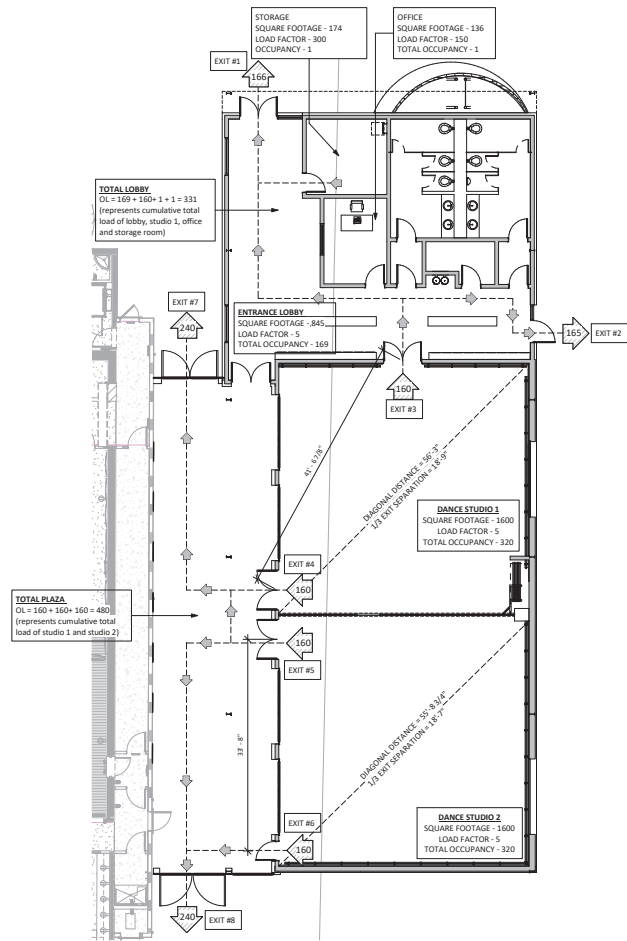 STORAGE
SQUARE FOOTAGE - 174
LOAD FACTOR - 300
OCCUPANCY - 1
OFFICE
SQUARE FOOTAGE - 136
LOAD FACTOR - 150
TOTAL OCCUPANCY - 1
EXIT #1
166
TOTAL LOBBY
OL = 169 + 160+ 1 + 1 = 331
(represents cumulative total
load of lobby, studio 1, office
and storage room)
EXIT #7
240
ENTRANCE LOBBY
SQUARE FOOTAGE -,845
LOAD FACTOR - 5
TOTAL OCCUPANCY - 169
165
EXIT #2
160
EXIT #3
41' - 6 7/8"
DIAGONAL DISTANCE = 56'-3"
1/3 EXIT SEPARATION = 18'-9"
DANCE STUDIO 1
SQUARE FOOTAGE - 1600
LOAD FACTOR - 5
TOTAL OCCUPANCY - 320
EXIT #4
160
TOTAL PLAZA
OL = 160 + 160+ 160 = 480
(represents cumulative total
load of studio 1 and studio 2)
160
EXIT #5
33' - 8"
DIAGONAL DISTANCE = 55'-8 3/4"
1/3 EXIT SEPARATION = 18'-7"
DANCE STUDIO 2
SQUARE FOOTAGE - 1600
LOAD FACTOR - 5
TOTAL OCCUPANCY - 320
EXIT #6
160
240
EXIT #8